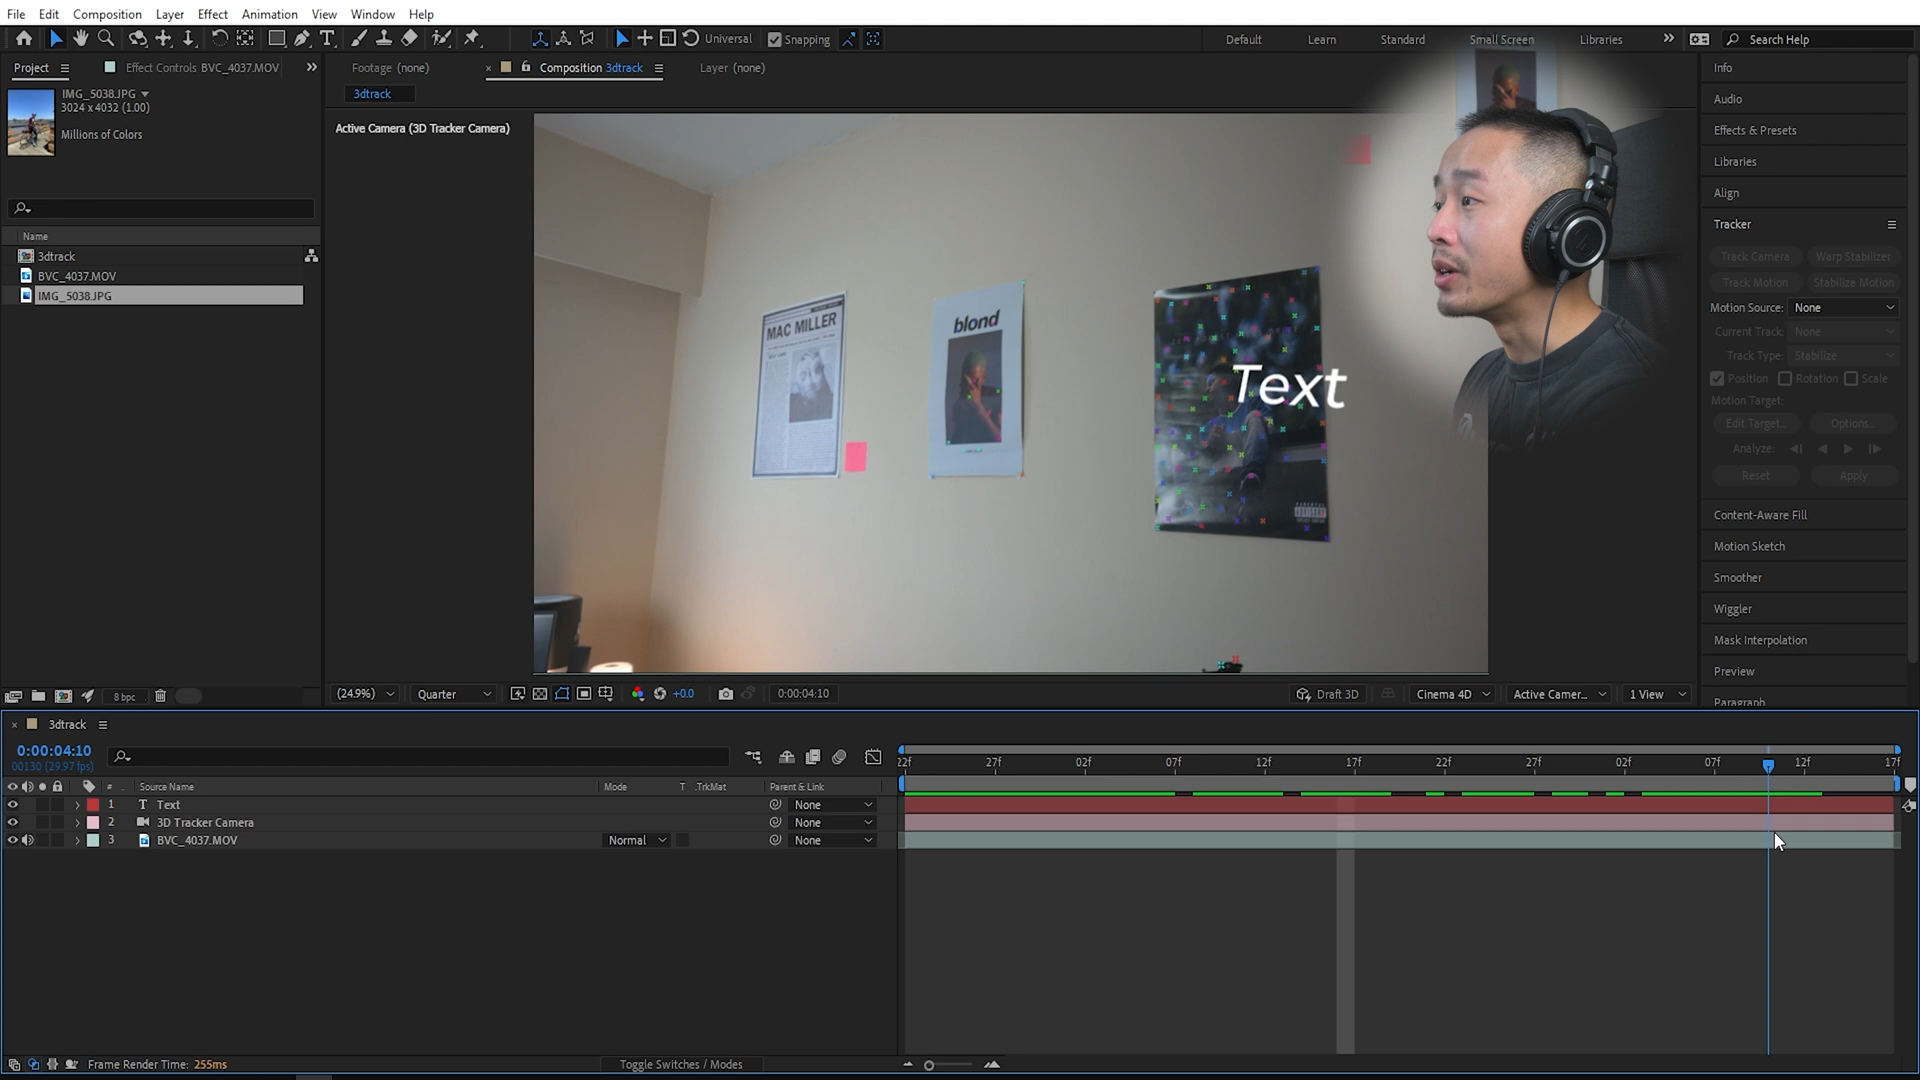 File Edit Composition Layer Effect Animation View Window Help
Universal Snapping Default Learn Standard Small Screen Libraries Search Help
Project Effect Controls BVC_4037.MOV Footage (none) Composition 3dtrack Layer (none) Info
IMG_5038.JPG
3024 x 4032 (1.00)
Millions of Colors
3dtrack
Active Camera (3D Tracker Camera)
Audio
Effects & Presets
Libraries
Align
Tracker
Track Camera Warp Stabilizer
Track Motion Stabilize Motion
Motion Source: None
Current Track: None
Track Type: Stabilize
Position Rotation Scale
Motion Target:
Edit Target... Options...
Analyze:
Reset Apply
Content-Aware Fill
Motion Sketch
Smoother
Wiggler
Mask Interpolation
Preview
Paragraph
Name
3dtrack
BVC_4037.MOV
IMG_5038.JPG
MAC MILLER
blond
Text
8 bpc
(24.9%) Quarter +0.0 0:00:04:10 Draft 3D Cinema 4D Active Camer... 1 View
3dtrack
0:00:04:10
00130 (29.97 fps)
22f 27f 02f 07f 12f 17f 22f 02f 07f 12f 17f
# Source Name Mode T .TrkMat Parent & Link
1 T Text None
2 3D Tracker Camera None
3 BVC_4037.MOV Normal None
Frame Render Time: 255ms Toggle Switches / Modes